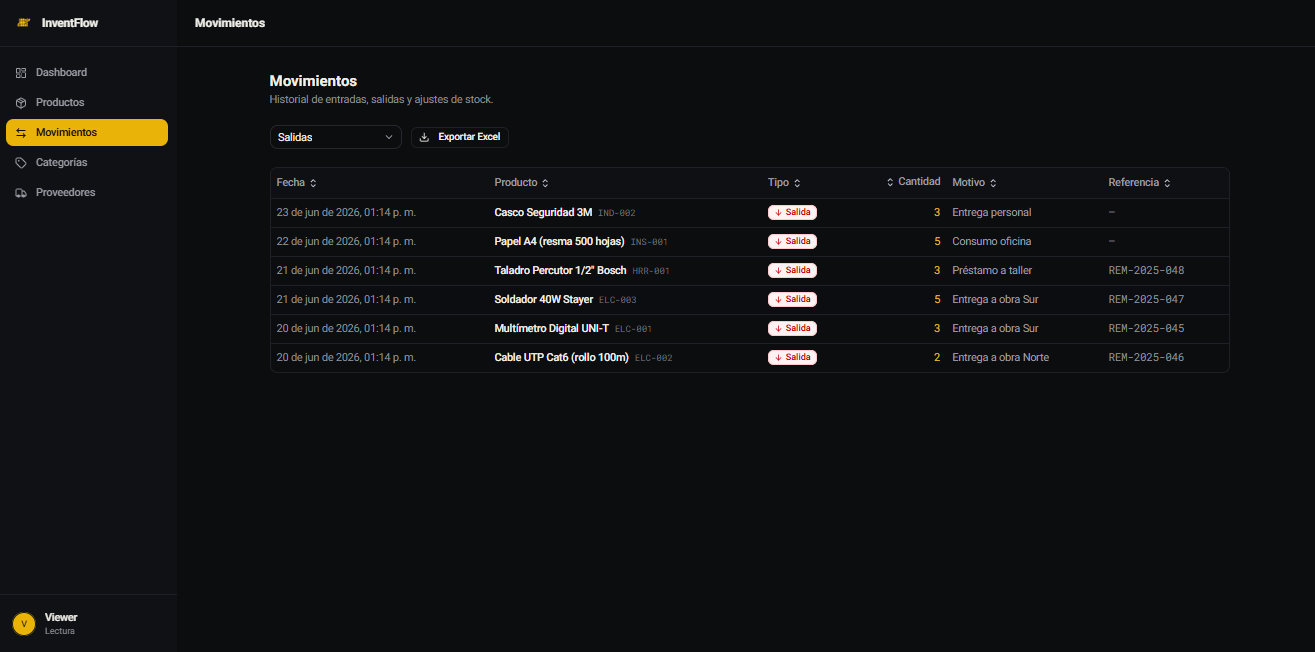 InventFlow
Movimientos
Dashboard
Productos
Movimientos
Categorías
Proveedores
Movimientos
Historial de entradas, salidas y ajustes de stock.
Salidas Exportar Excel
Fecha Producto Tipo Cantidad Motivo Referencia
23 de jun de 2026, 01:14 p. m. Casco Seguridad 3M IND-002 Salida 3 Entrega personal –
22 de jun de 2026, 01:14 p. m. Papel A4 (resma 500 hojas) INS-001 Salida 5 Consumo oficina –
21 de jun de 2026, 01:14 p. m. Taladro Percutor 1/2" Bosch HRR-001 Salida 3 Préstamo a taller REM-2025-048
21 de jun de 2026, 01:14 p. m. Soldador 40W Stayer ELC-003 Salida 5 Entrega a obra Sur REM-2025-047
20 de jun de 2026, 01:14 p. m. Multímetro Digital UNI-T ELC-001 Salida 3 Entrega a obra Sur REM-2025-045
20 de jun de 2026, 01:14 p. m. Cable UTP Cat6 (rollo 100m) ELC-002 Salida 2 Entrega a obra Norte REM-2025-046
V
Viewer
Lectura